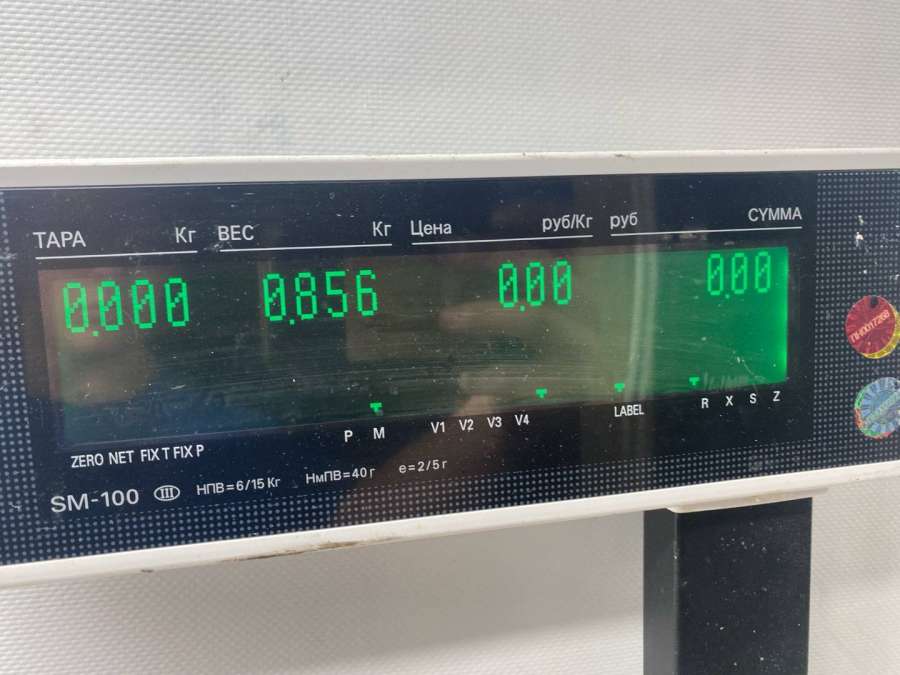 ТАРА Кг ВЕС Кг Цена руб/Кг руб СУММА
0.000 0.856 0.00 0.00
P M V1 V2 V3 V4 LABEL R X S Z
ZERO NET FIX T FIX P
SM-100 III НПВ=6/15 Кг НмПВ=40 г е=2/5 г